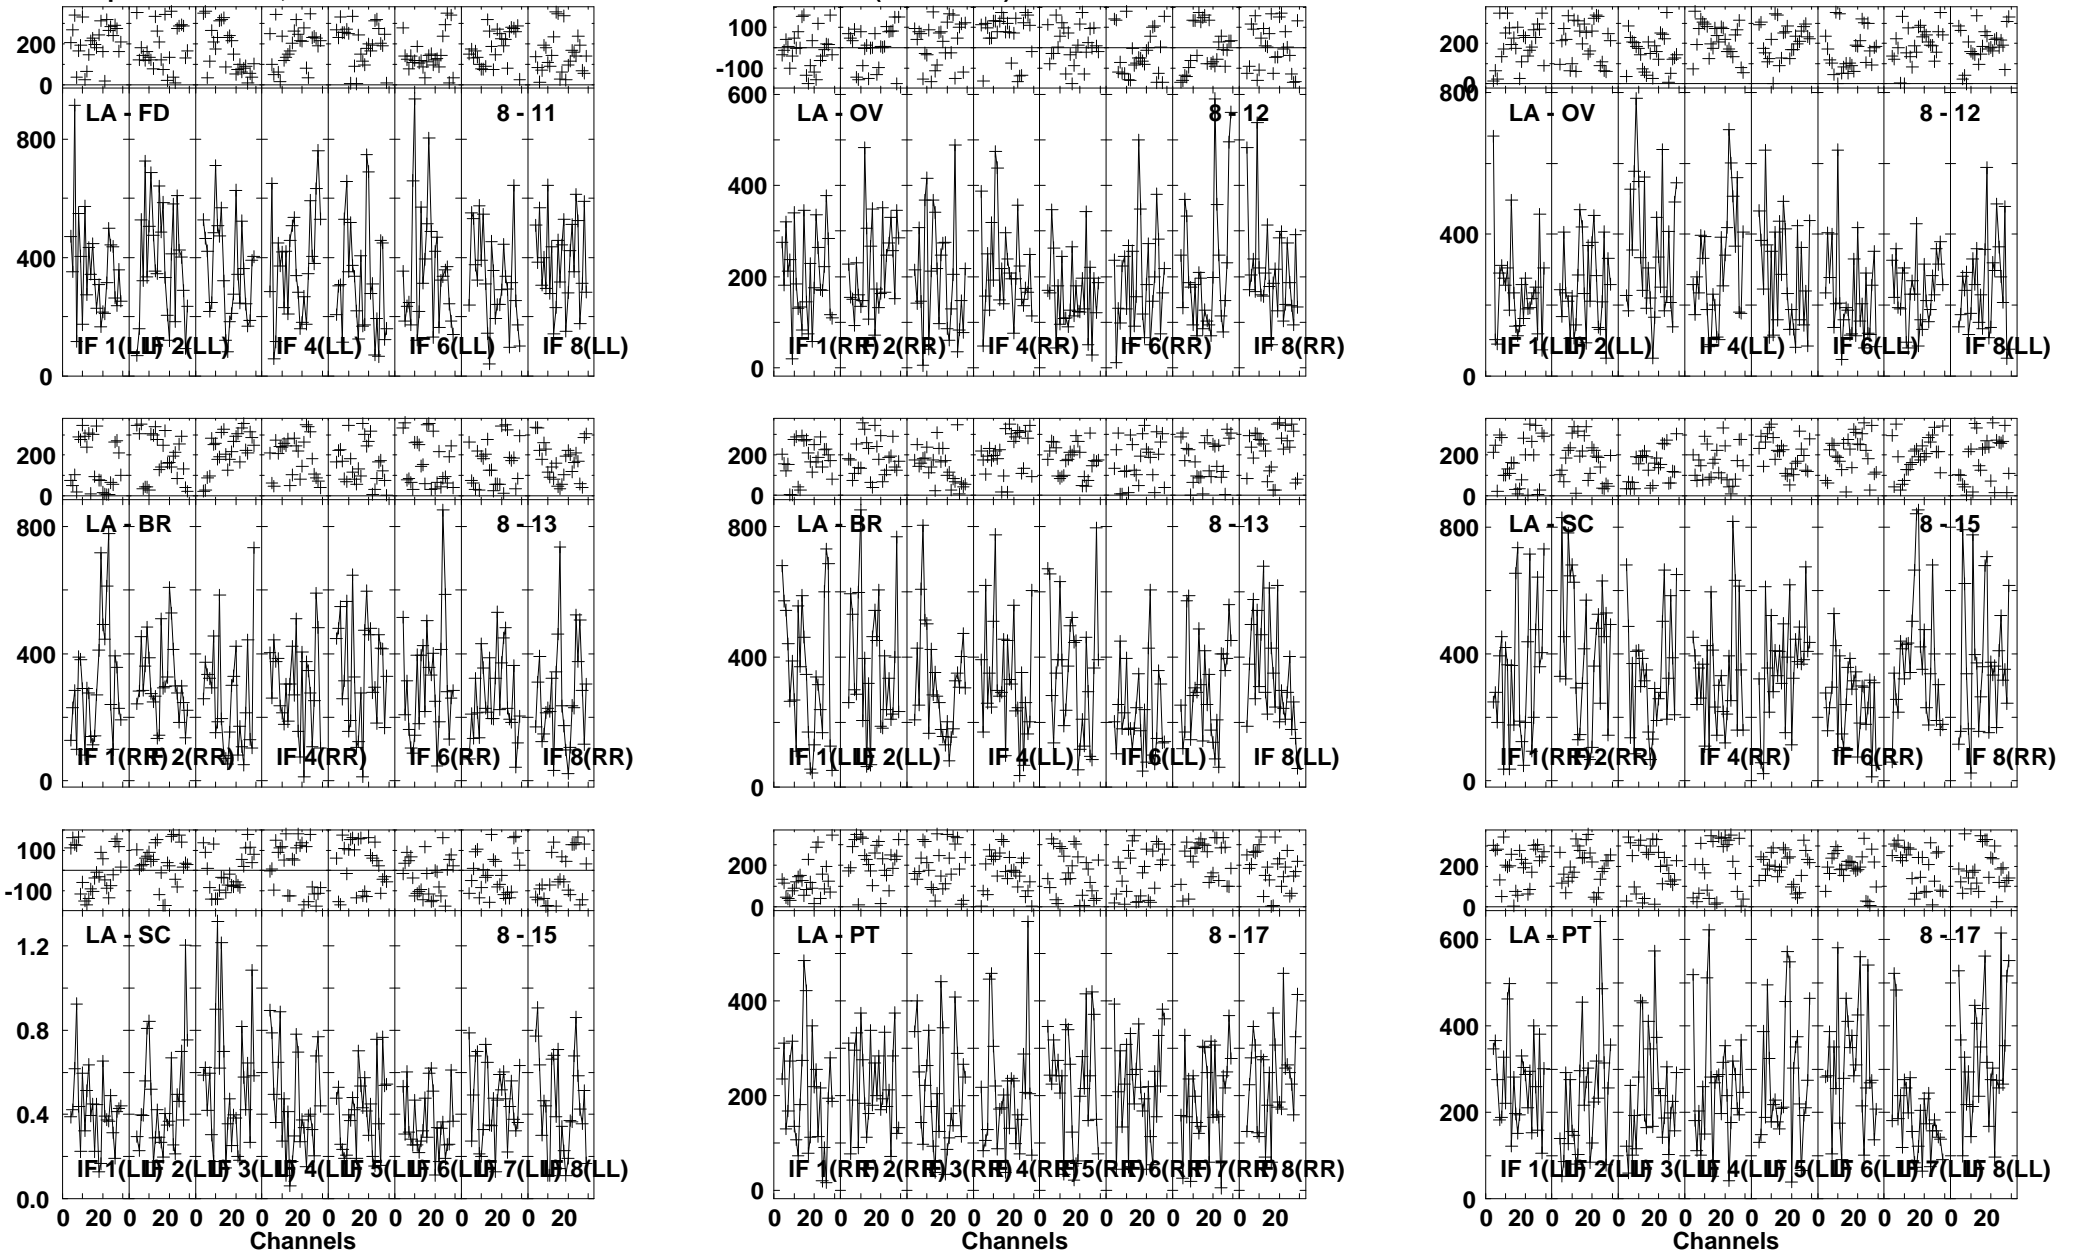 200
0
800
400
0
LA - FD 8 - 11
IF 1(LL) IF 2(LL) IF 4(LL) IF 6(LL) IF 8(LL)
100
-100
600
400
200
0
LA - OV 8 - 12
IF 1(RR) IF 2(RR) IF 4(RR) IF 6(RR) IF 8(RR)
200
0
800
400
0
LA - OV 8 - 12
IF 1(LL) IF 2(LL) IF 4(LL) IF 6(LL) IF 8(LL)
200
0
800
400
0
LA - BR 8 - 13
IF 1(RR) IF 2(RR) IF 4(RR) IF 6(RR) IF 8(RR)
200
0
800
400
0
LA - BR 8 - 13
IF 1(LL) IF 2(LL) IF 4(LL) IF 6(LL) IF 8(LL)
200
0
800
400
0
LA - SC 8 - 15
IF 1(RR) IF 2(RR) IF 4(RR) IF 6(RR) IF 8(RR)
100
-100
1.2
0.8
0.4
0.0
LA - SC 8 - 15
IF 1(LL) IF 2(LL) IF 3(LL) IF 4(LL) IF 5(LL) IF 6(LL) IF 7(LL) IF 8(LL)
0 20 0 20 0 20 0 20 0 20 0 20 0 20 0 20
Channels
200
0
400
200
0
LA - PT 8 - 17
IF 1(RR) IF 2(RR) IF 3(RR) IF 4(RR) IF 5(RR) IF 6(RR) IF 7(RR) IF 8(RR)
0 20 0 20 0 20 0 20 0 20 0 20 0 20 0 20
Channels
200
0
600
400
200
0
LA - PT 8 - 17
IF 1(LL) IF 2(LL) IF 3(LL) IF 4(LL) IF 5(LL) IF 6(LL) IF 7(LL) IF 8(LL)
0 20 0 20 0 20 0 20 0 20 0 20 0 20 0 20
Channels